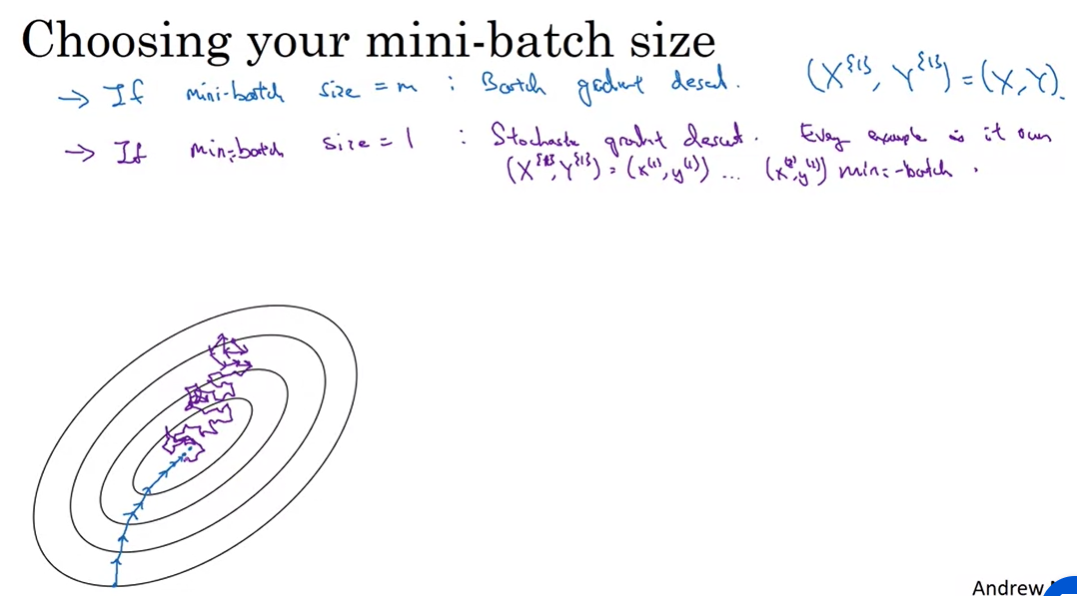 Choosing your mini-batch size
→ If mini-batch size = m : Batch gradient descent. (X^{1}, Y^{1}) = (X, Y).
→ If mini-batch size = 1 : Stochastic gradient descent. Every example is it own
(X^{1}, Y^{1}) = (x^(1), y^(1)) ... (x^(2), y^(2)) mini-batch.
Andrew